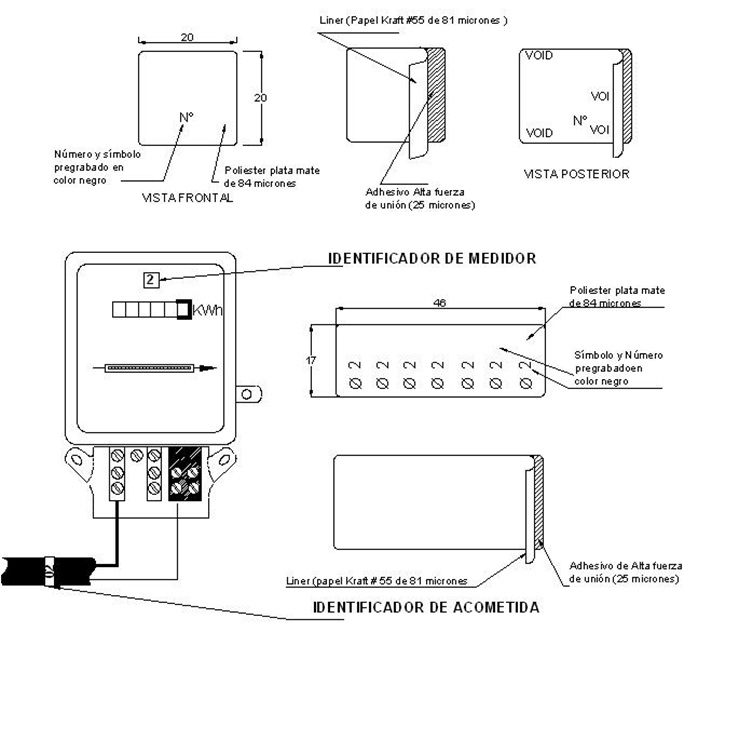 Liner (Papel Kraft #55 de 81 micrones )
20
20
Nº
Número y símbolo
pregrabado en
color negro
Poliester plata mate
de 84 micrones
VISTA FRONTAL
Adhesivo Alta fuerza
de unión (25 micrones)
VOID
VOI
Nº
VOID
VOI
VISTA POSTERIOR
IDENTIFICADOR DE MEDIDOR
2
KWh
46
17
Poliester plata mate
de 84 micrones
Símbolo y Número
pregrabadoen
color negro
2 2 2 2 2 2 2
Ø Ø Ø Ø Ø Ø Ø
02
Liner (papel Kraft # 55 de 81 micrones
Adhesivo de Alta fuerza
de unión (25 micrones)
IDENTIFICADOR DE ACOMETIDA